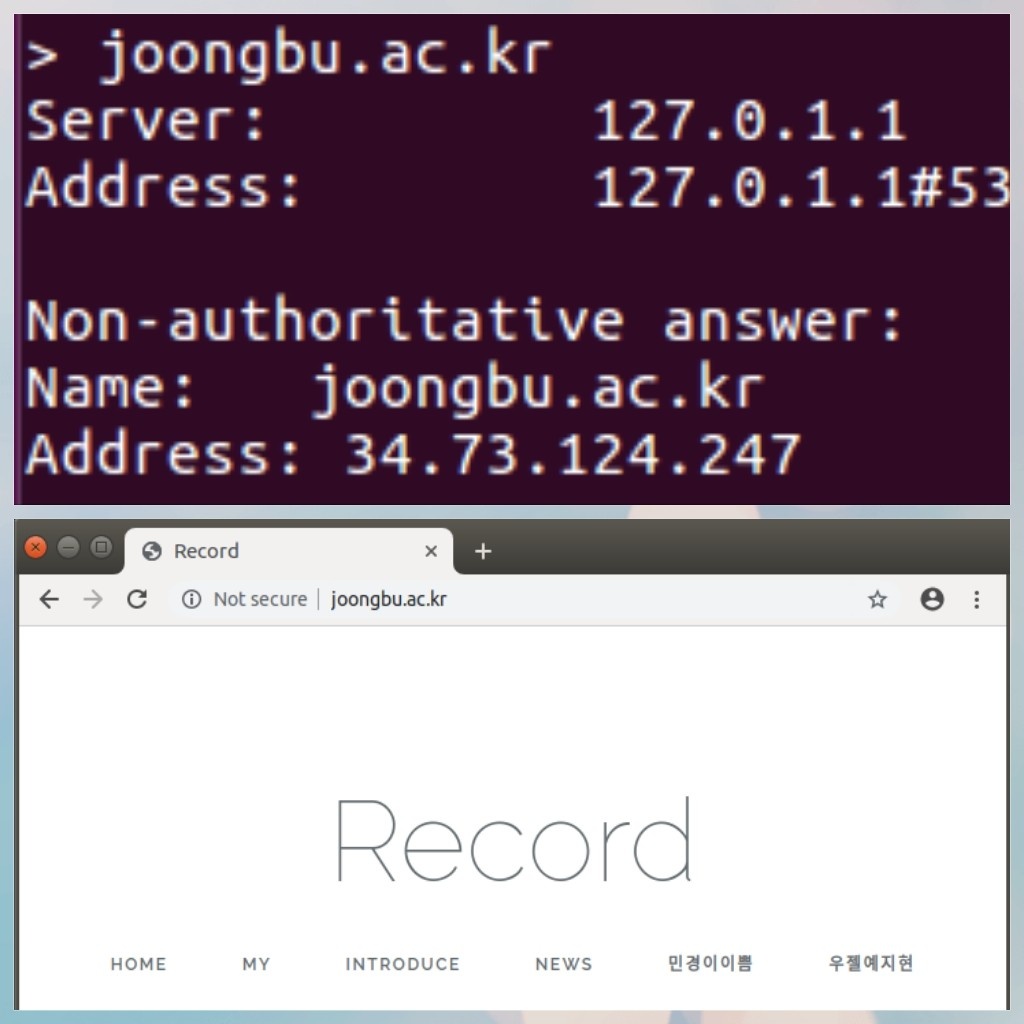 > joongbu.ac.kr
Server: 127.0.1.1
Address: 127.0.1.1#53
Non-authoritative answer:
Name: joongbu.ac.kr
Address: 34.73.124.247
Record
Not secure | joongbu.ac.kr
Record
HOME MY INTRODUCE NEWS 민경이이쁨 우젤예지현